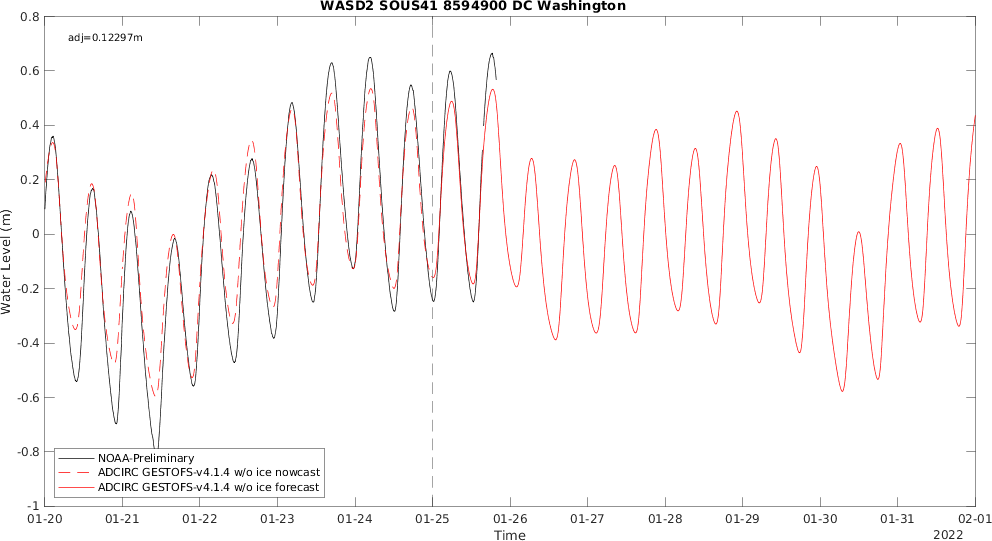 WASD2 SOUS41 8594900 DC Washington
adj=0.12297m
0.8
0.6
0.4
0.2
0
-0.2
-0.4
-0.6
-0.8
-1
Water Level (m)
NOAA-Preliminary
ADCIRC GESTOFS-v4.1.4 w/o ice nowcast
ADCIRC GESTOFS-v4.1.4 w/o ice forecast
01-20 01-21 01-22 01-23 01-24 01-25 01-26 01-27 01-28 01-29 01-30 01-31 02-01
Time
2022